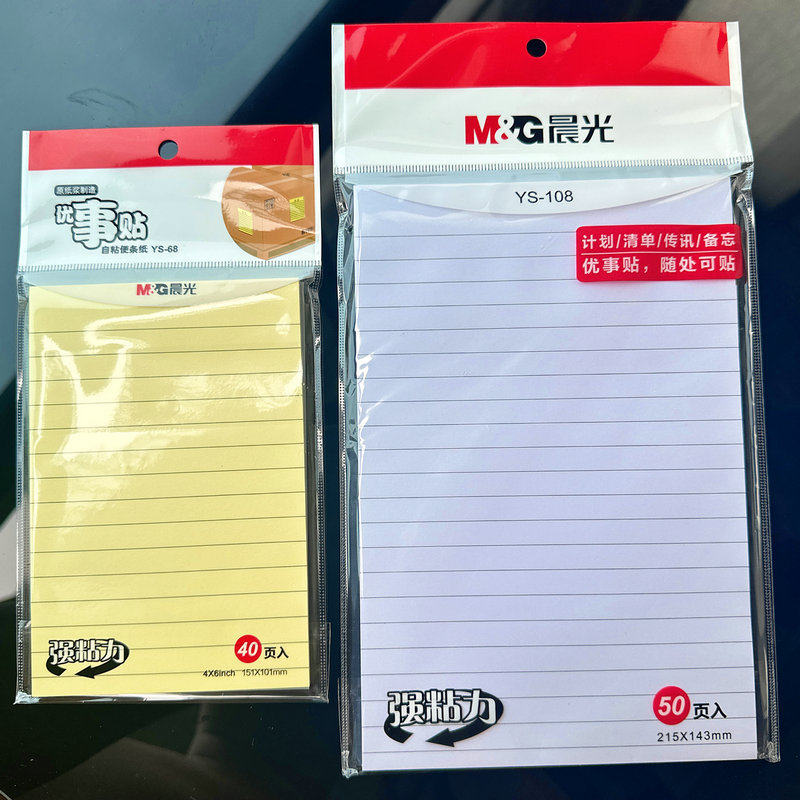 原纸浆制造
优事贴
自粘便条纸 YS-68
M&G晨光
强粘力
40页入
4X6inch 151X101mm
M&G晨光
YS-108
计划/清单/传讯/备忘
优事贴，随处可贴
强粘力
50页入
215X143mm